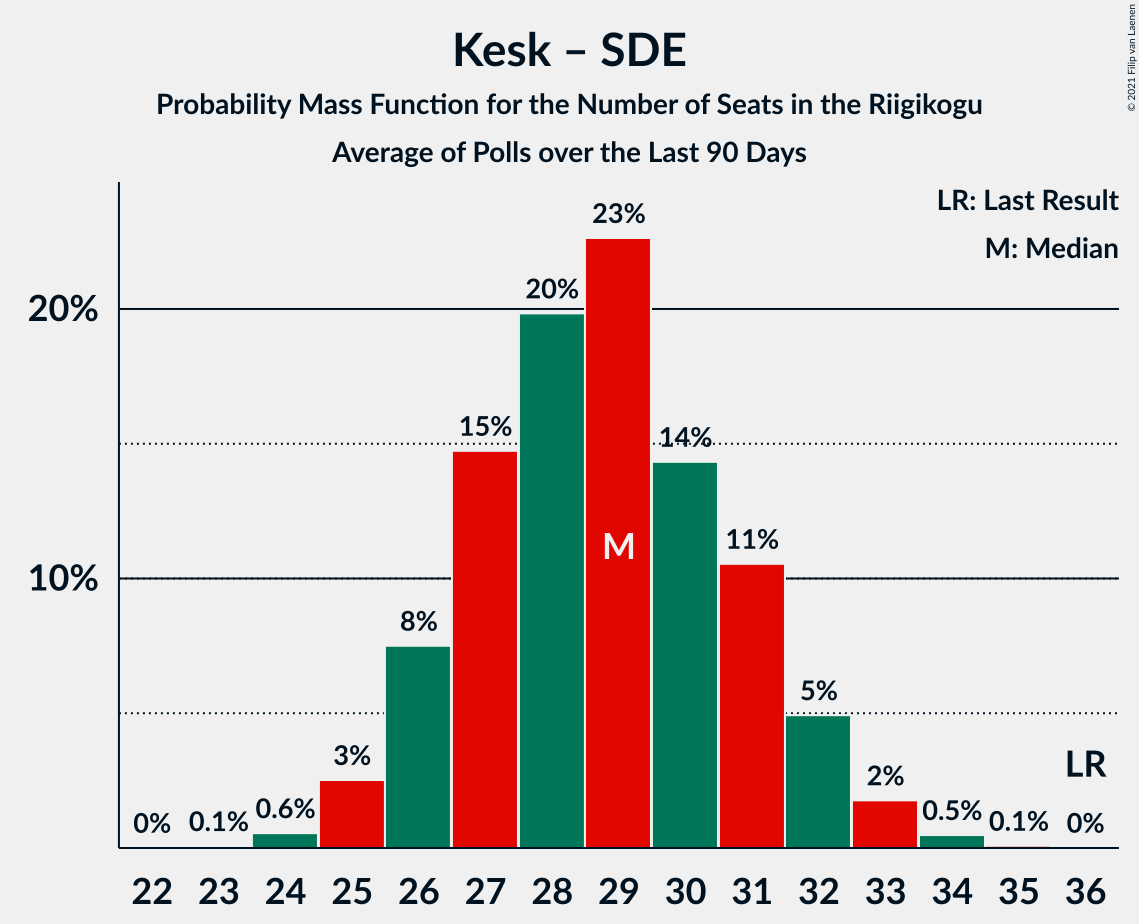 Kesk – SDE
Probability Mass Function for the Number of Seats in the Riigikogu
Average of Polls over the Last 90 Days
© 2021 Filip van Laenen
LR: Last Result
M: Median
20%
10%
0%
0.1%
0.6%
3%
8%
15%
20%
23%
14%
11%
5%
2%
0.5%
0.1%
0%
M
LR
22 23 24 25 26 27 28 29 30 31 32 33 34 35 36